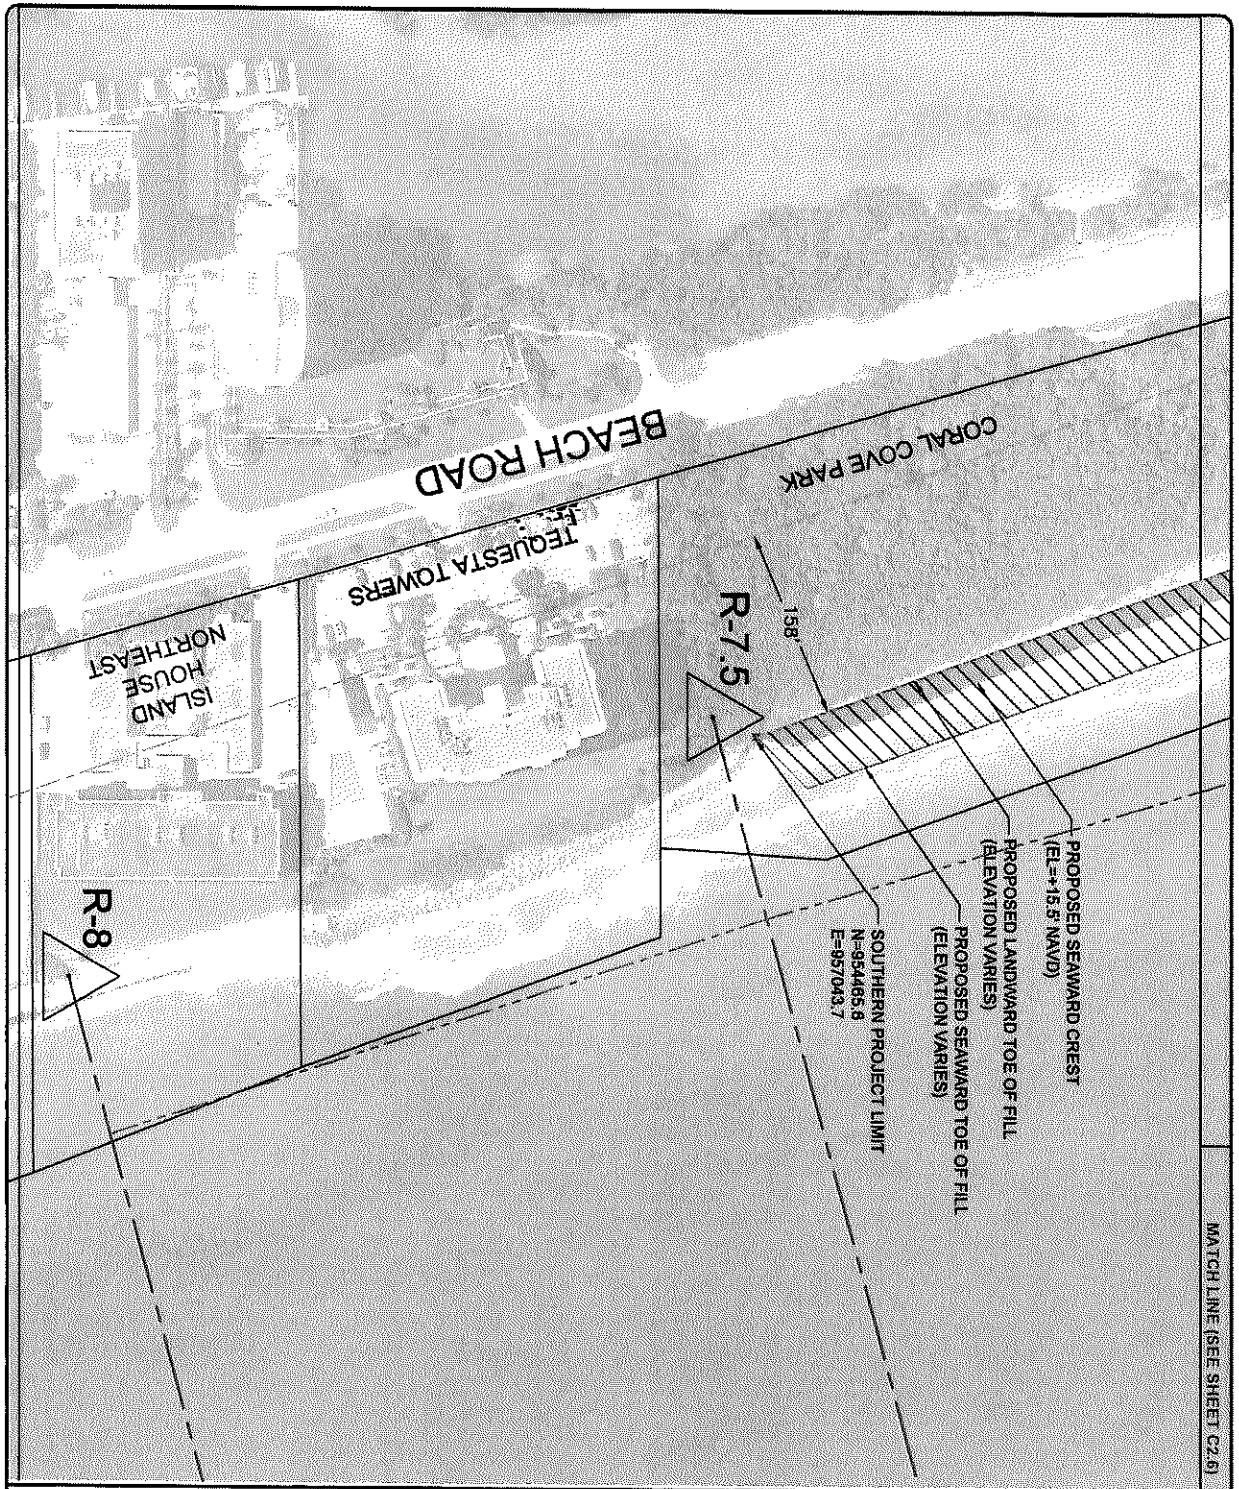 MATCH LINE (SEE SHEET C2.6)
CORAL COVE PARK
BEACH ROAD
TEQUESTA TOWERS
ISLAND
HOUSE
NORTHEAST
158'
R-7.5
R-8
PROPOSED SEAWARD CREST
(EL=+15.5' NAVD)
PROPOSED LANDWARD TOE OF FILL
(ELEVATION VARIES)
PROPOSED SEAWARD TOE OF FILL
(ELEVATION VARIES)
SOUTHERN PROJECT LIMIT
N=954465.6
E=957043.7